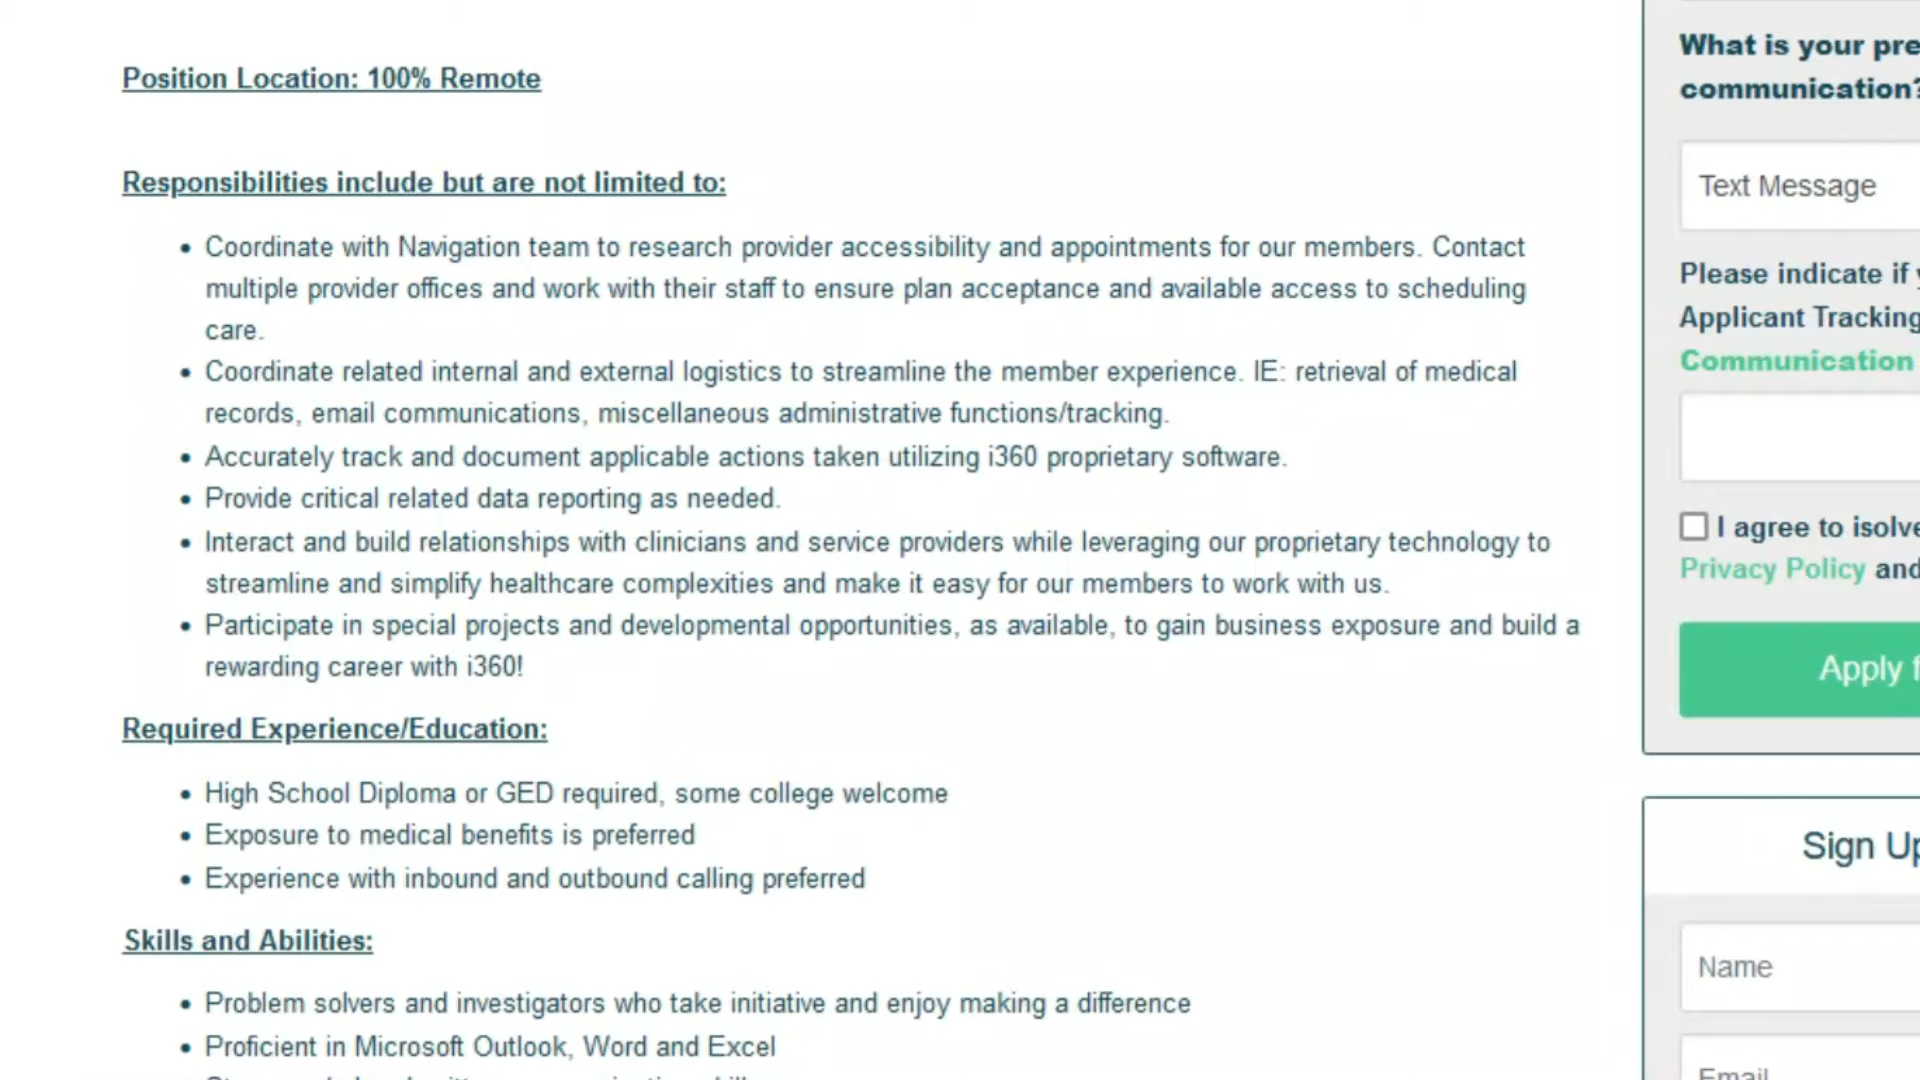 Position Location: 100% Remote
Responsibilities include but are not limited to:
• Coordinate with Navigation team to research provider accessibility and appointments for our members. Contact
multiple provider offices and work with their staff to ensure plan acceptance and available access to scheduling
care.
• Coordinate related internal and external logistics to streamline the member experience. IE: retrieval of medical
records, email communications, miscellaneous administrative functions/tracking.
• Accurately track and document applicable actions taken utilizing i360 proprietary software.
• Provide critical related data reporting as needed.
• Interact and build relationships with clinicians and service providers while leveraging our proprietary technology to
streamline and simplify healthcare complexities and make it easy for our members to work with us.
• Participate in special projects and developmental opportunities, as available, to gain business exposure and build a
rewarding career with i360!
Required Experience/Education:
• High School Diploma or GED required, some college welcome
• Exposure to medical benefits is preferred
• Experience with inbound and outbound calling preferred
Skills and Abilities:
• Problem solvers and investigators who take initiative and enjoy making a difference
• Proficient in Microsoft Outlook, Word and Excel
What is your pre
communication?
Text Message
Please indicate if
Applicant Tracking
Communication
I agree to isolve
Privacy Policy and
Apply f
Sign Up
Name
Email